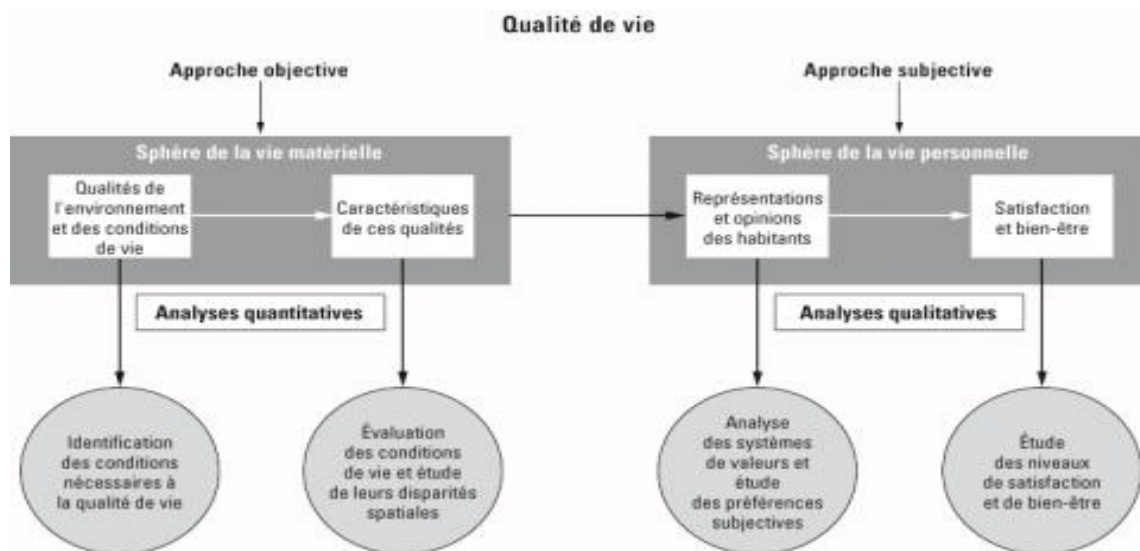 Qualité de vie
Approche objective
Approche subjective
Sphère de la vie matérielle
Qualités de
l'environnement
et des conditions
de vie
Caractéristiques
de ces qualités
Sphère de la vie personnelle
Représentations
et opinions
des habitants
Satisfaction
et bien-être
Analyses quantitatives
Analyses qualitatives
Identification
des conditions
nécessaires à
la qualité de vie
Évaluation
des conditions
de vie et étude
de leurs disparités
spatiales
Analyse
des systèmes
de valeurs et
étude
des préférences
subjectives
Étude
des niveaux
de satisfaction
et de bien-être